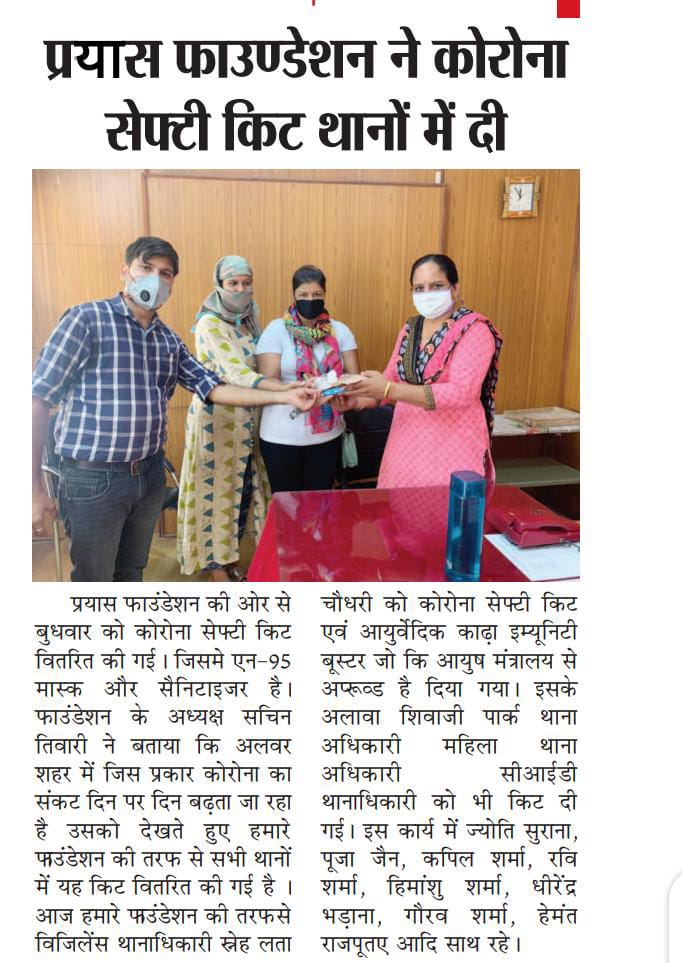 प्रयास फाउण्डेशन ने कोरोना
सेफ्टी किट थानों में दी
प्रयास फाउंडेशन की ओर से
बुधवार को कोरोना सेफ्टी किट
वितरित की गई। जिसमे एन-95
मास्क और सैनिटाइजर है।
फाउंडेशन के अध्यक्ष सचिन
तिवारी ने बताया कि अलवर
शहर में जिस प्रकार कोरोना का
संकट दिन पर दिन बढ़ता जा रहा
है उसको देखते हुए हमारे
फाउंडेशन की तरफ से सभी थानों
में यह किट वितरित की गई है ।
आज हमारे फाउंडेशन की तरफसे
विजिलेंस थानाधिकारी स्नेह लता
चौधरी को कोरोना सेफ्टी किट
एवं आयुर्वेदिक काढ़ा इम्यूनिटी
बूस्टर जो कि आयुष मंत्रालय से
अप्रूव्ड है दिया गया। इसके
अलावा शिवाजी पार्क थाना
अधिकारी महिला थाना
अधिकारी सीआईडी
थानाधिकारी को भी किट दी
गई। इस कार्य में ज्योति सुराना,
पूजा जैन, कपिल शर्मा, रवि
शर्मा, हिमांशु शर्मा, धीरेंद्र
भड़ाना, गौरव शर्मा, हेमंत
राजपूतए आदि साथ रहे।